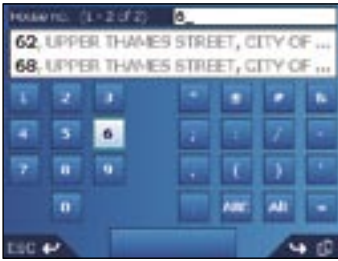 House no. (1-2 of 2) 6_
62, UPPER THAMES STREET, CITY OF ...
68, UPPER THAMES STREET, CITY OF ...
1 2 3
4 5 6 ; : / -
7 8 9 . ( ) '
0 ABC
ESC